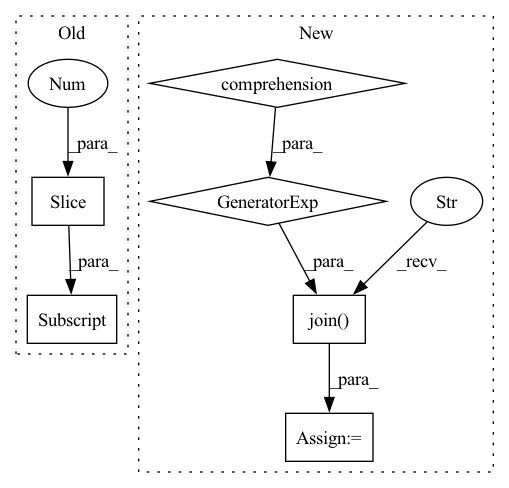 Old
New
Num
comprehension
_para_
_para_
Slice
GeneratorExp
Str
_para_
_para_
_recv_
Subscript
join()
_para_
Assign:=